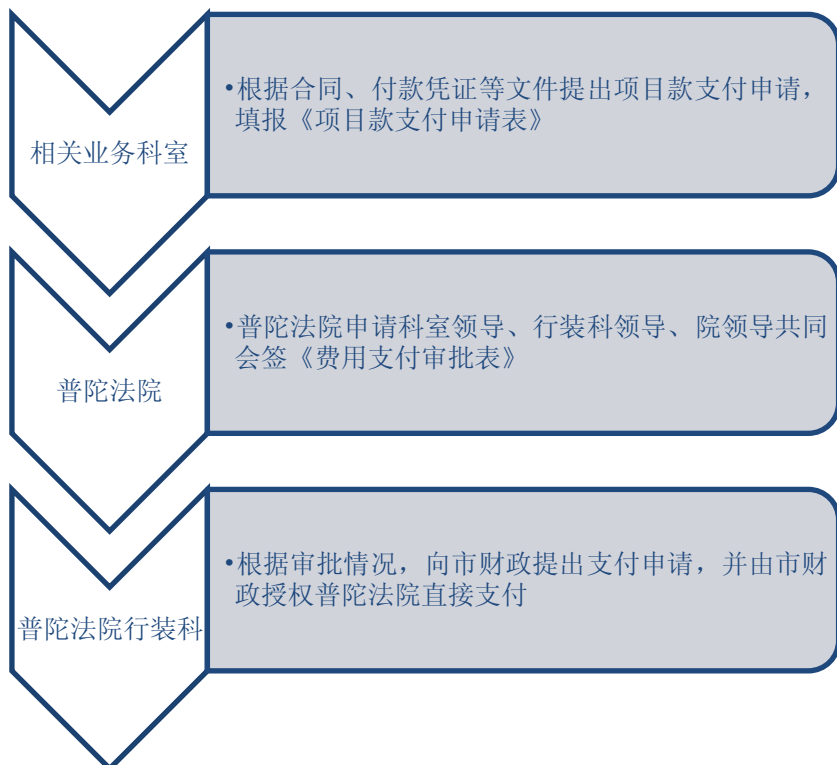 相关业务科室
•根据合同、付款凭证等文件提出项目款支付申请，
填报《项目款支付申请表》
普陀法院
•普陀法院申请科室领导、行装科领导、院领导共同
会签《费用支付审批表》
普陀法院行装科
•根据审批情况，向市财政提出支付申请，并由市财
政授权普陀法院直接支付